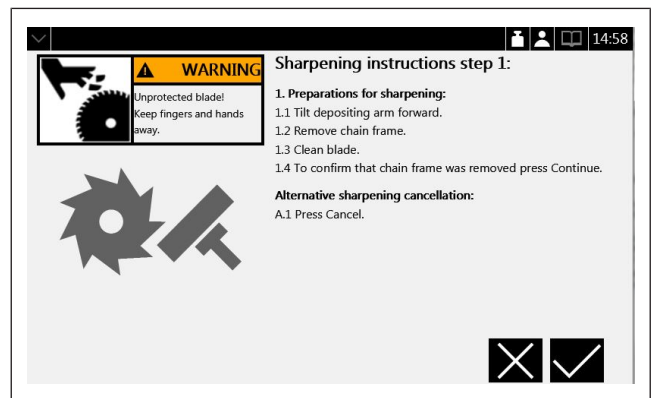 14:58
WARNING
Unprotected blade!
Keep fingers and hands
away.
Sharpening instructions step 1:
1. Preparations for sharpening:
1.1 Tilt depositing arm forward.
1.2 Remove chain frame.
1.3 Clean blade.
1.4 To confirm that chain frame was removed press Continue.
Alternative sharpening cancellation:
A.1 Press Cancel.